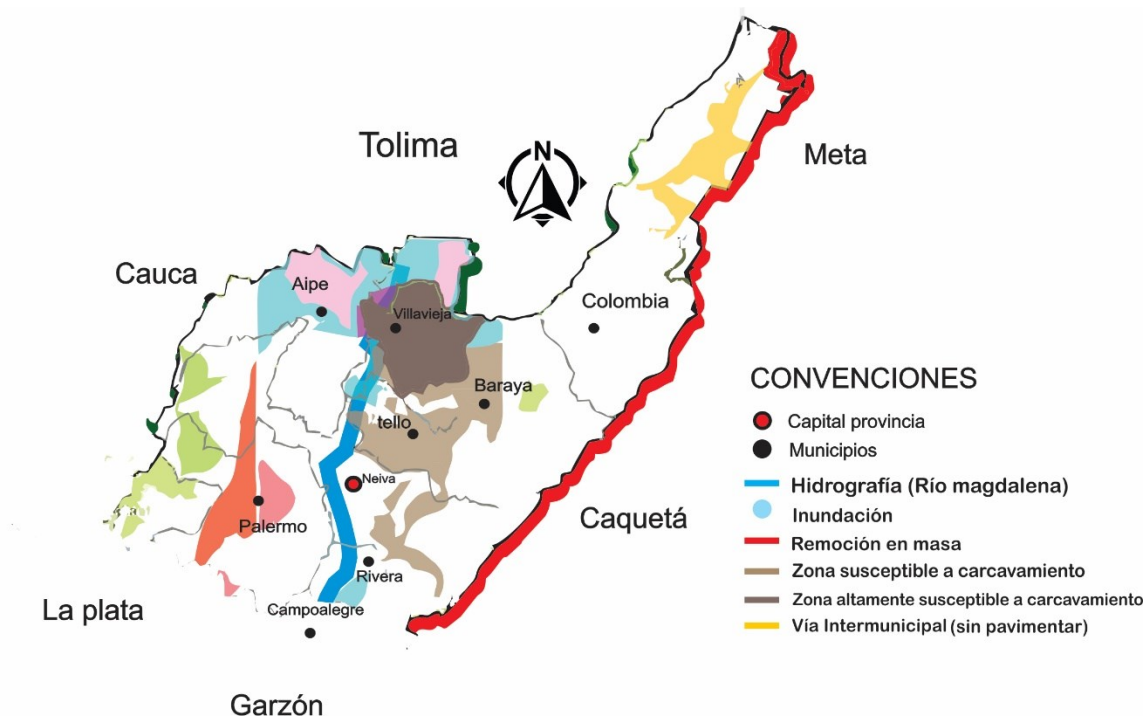 Tolima
N
Meta
Cauca
Aipe
Villavieja
Colombia
Baraya
tello
Neiva
Palermo
Rivera
Caquetá
La plata
Campoalegre
Garzón
CONVENCIONES
Capital provincia
Municipios
Hidrografía (Río magdalena)
Inundación
Remoción en masa
Zona susceptible a carcavamiento
Zona altamente susceptible a carcavamiento
Vía Intermunicipal (sin pavimentar)